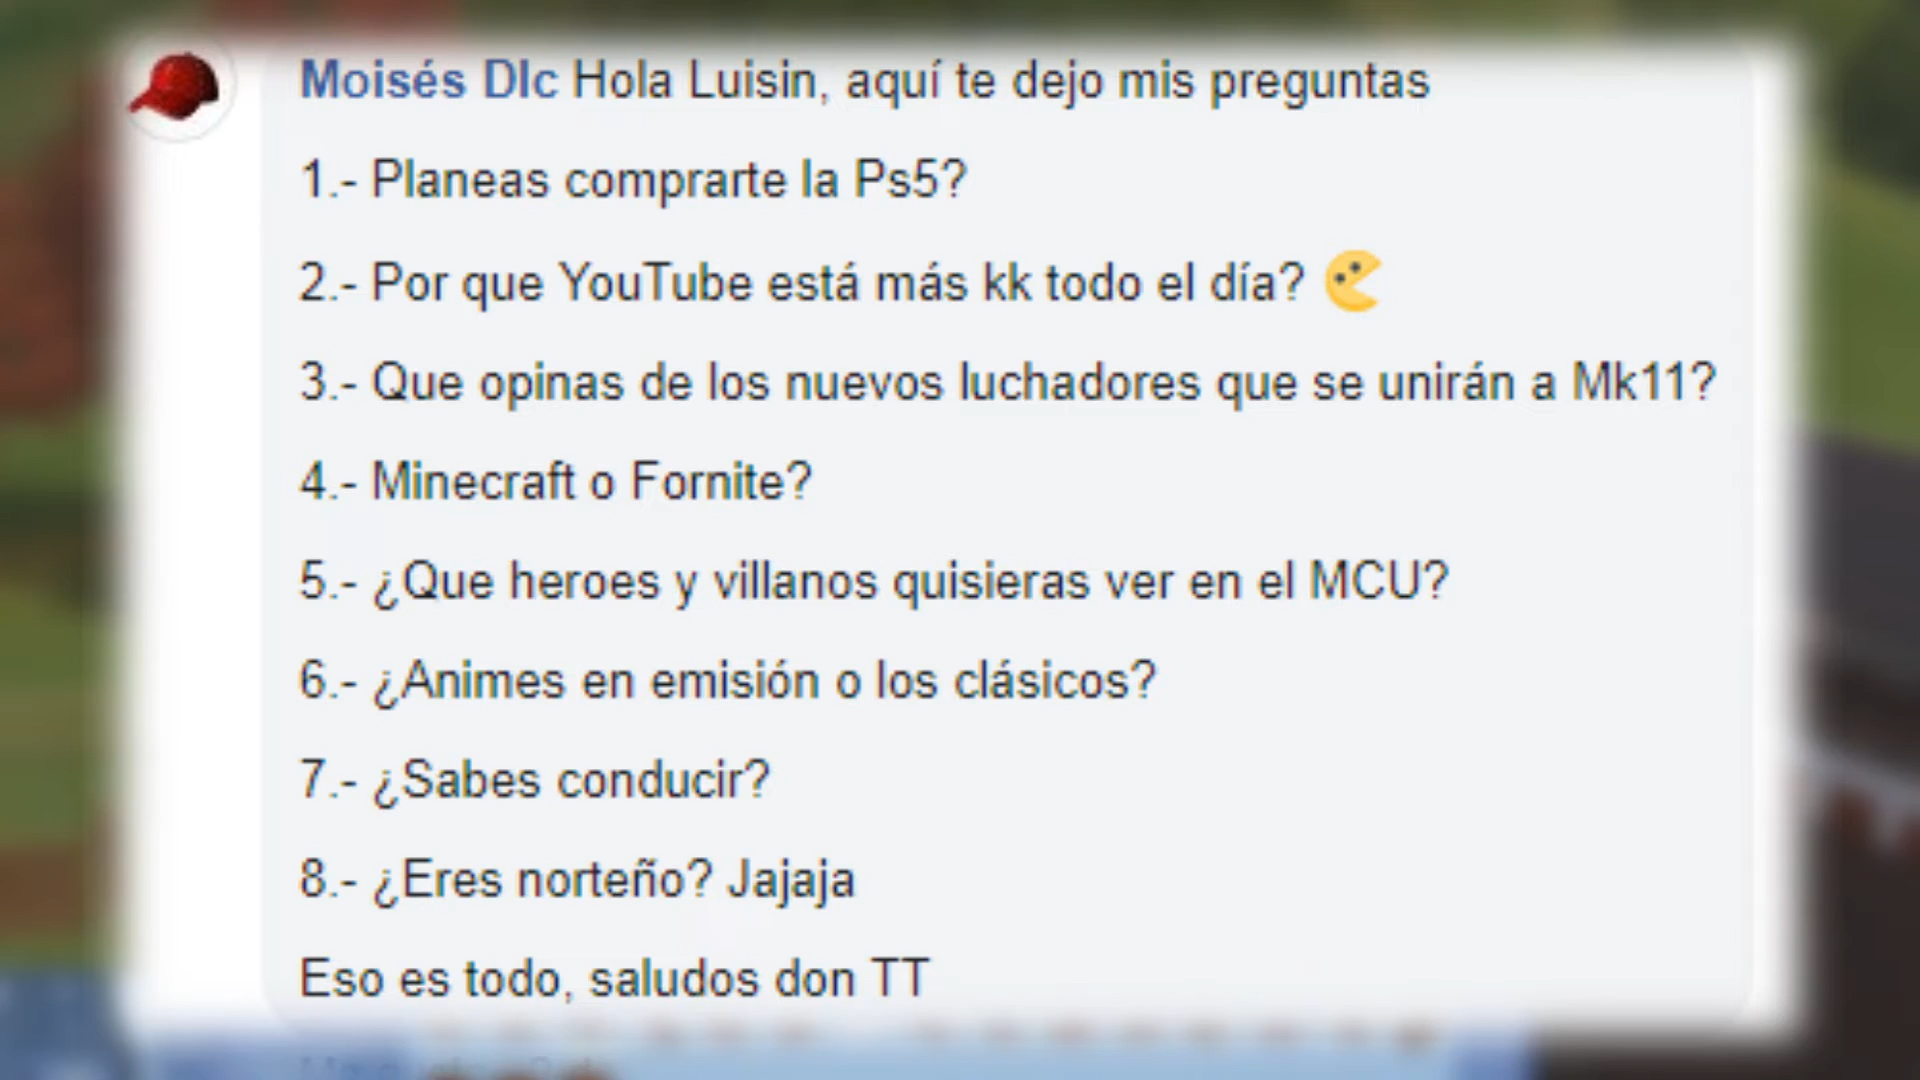 Moisés Dlc Hola Luisin, aquí te dejo mis preguntas
1.- Planeas comprarte la Ps5?
2.- Por que YouTube está más kk todo el día?
3.- Que opinas de los nuevos luchadores que se unirán a Mk11?
4.- Minecraft o Fornite?
5.- ¿Que heroes y villanos quisieras ver en el MCU?
6.- ¿Animes en emisión o los clásicos?
7.- ¿Sabes conducir?
8.- ¿Eres norteño? Jajaja
Eso es todo, saludos don TT